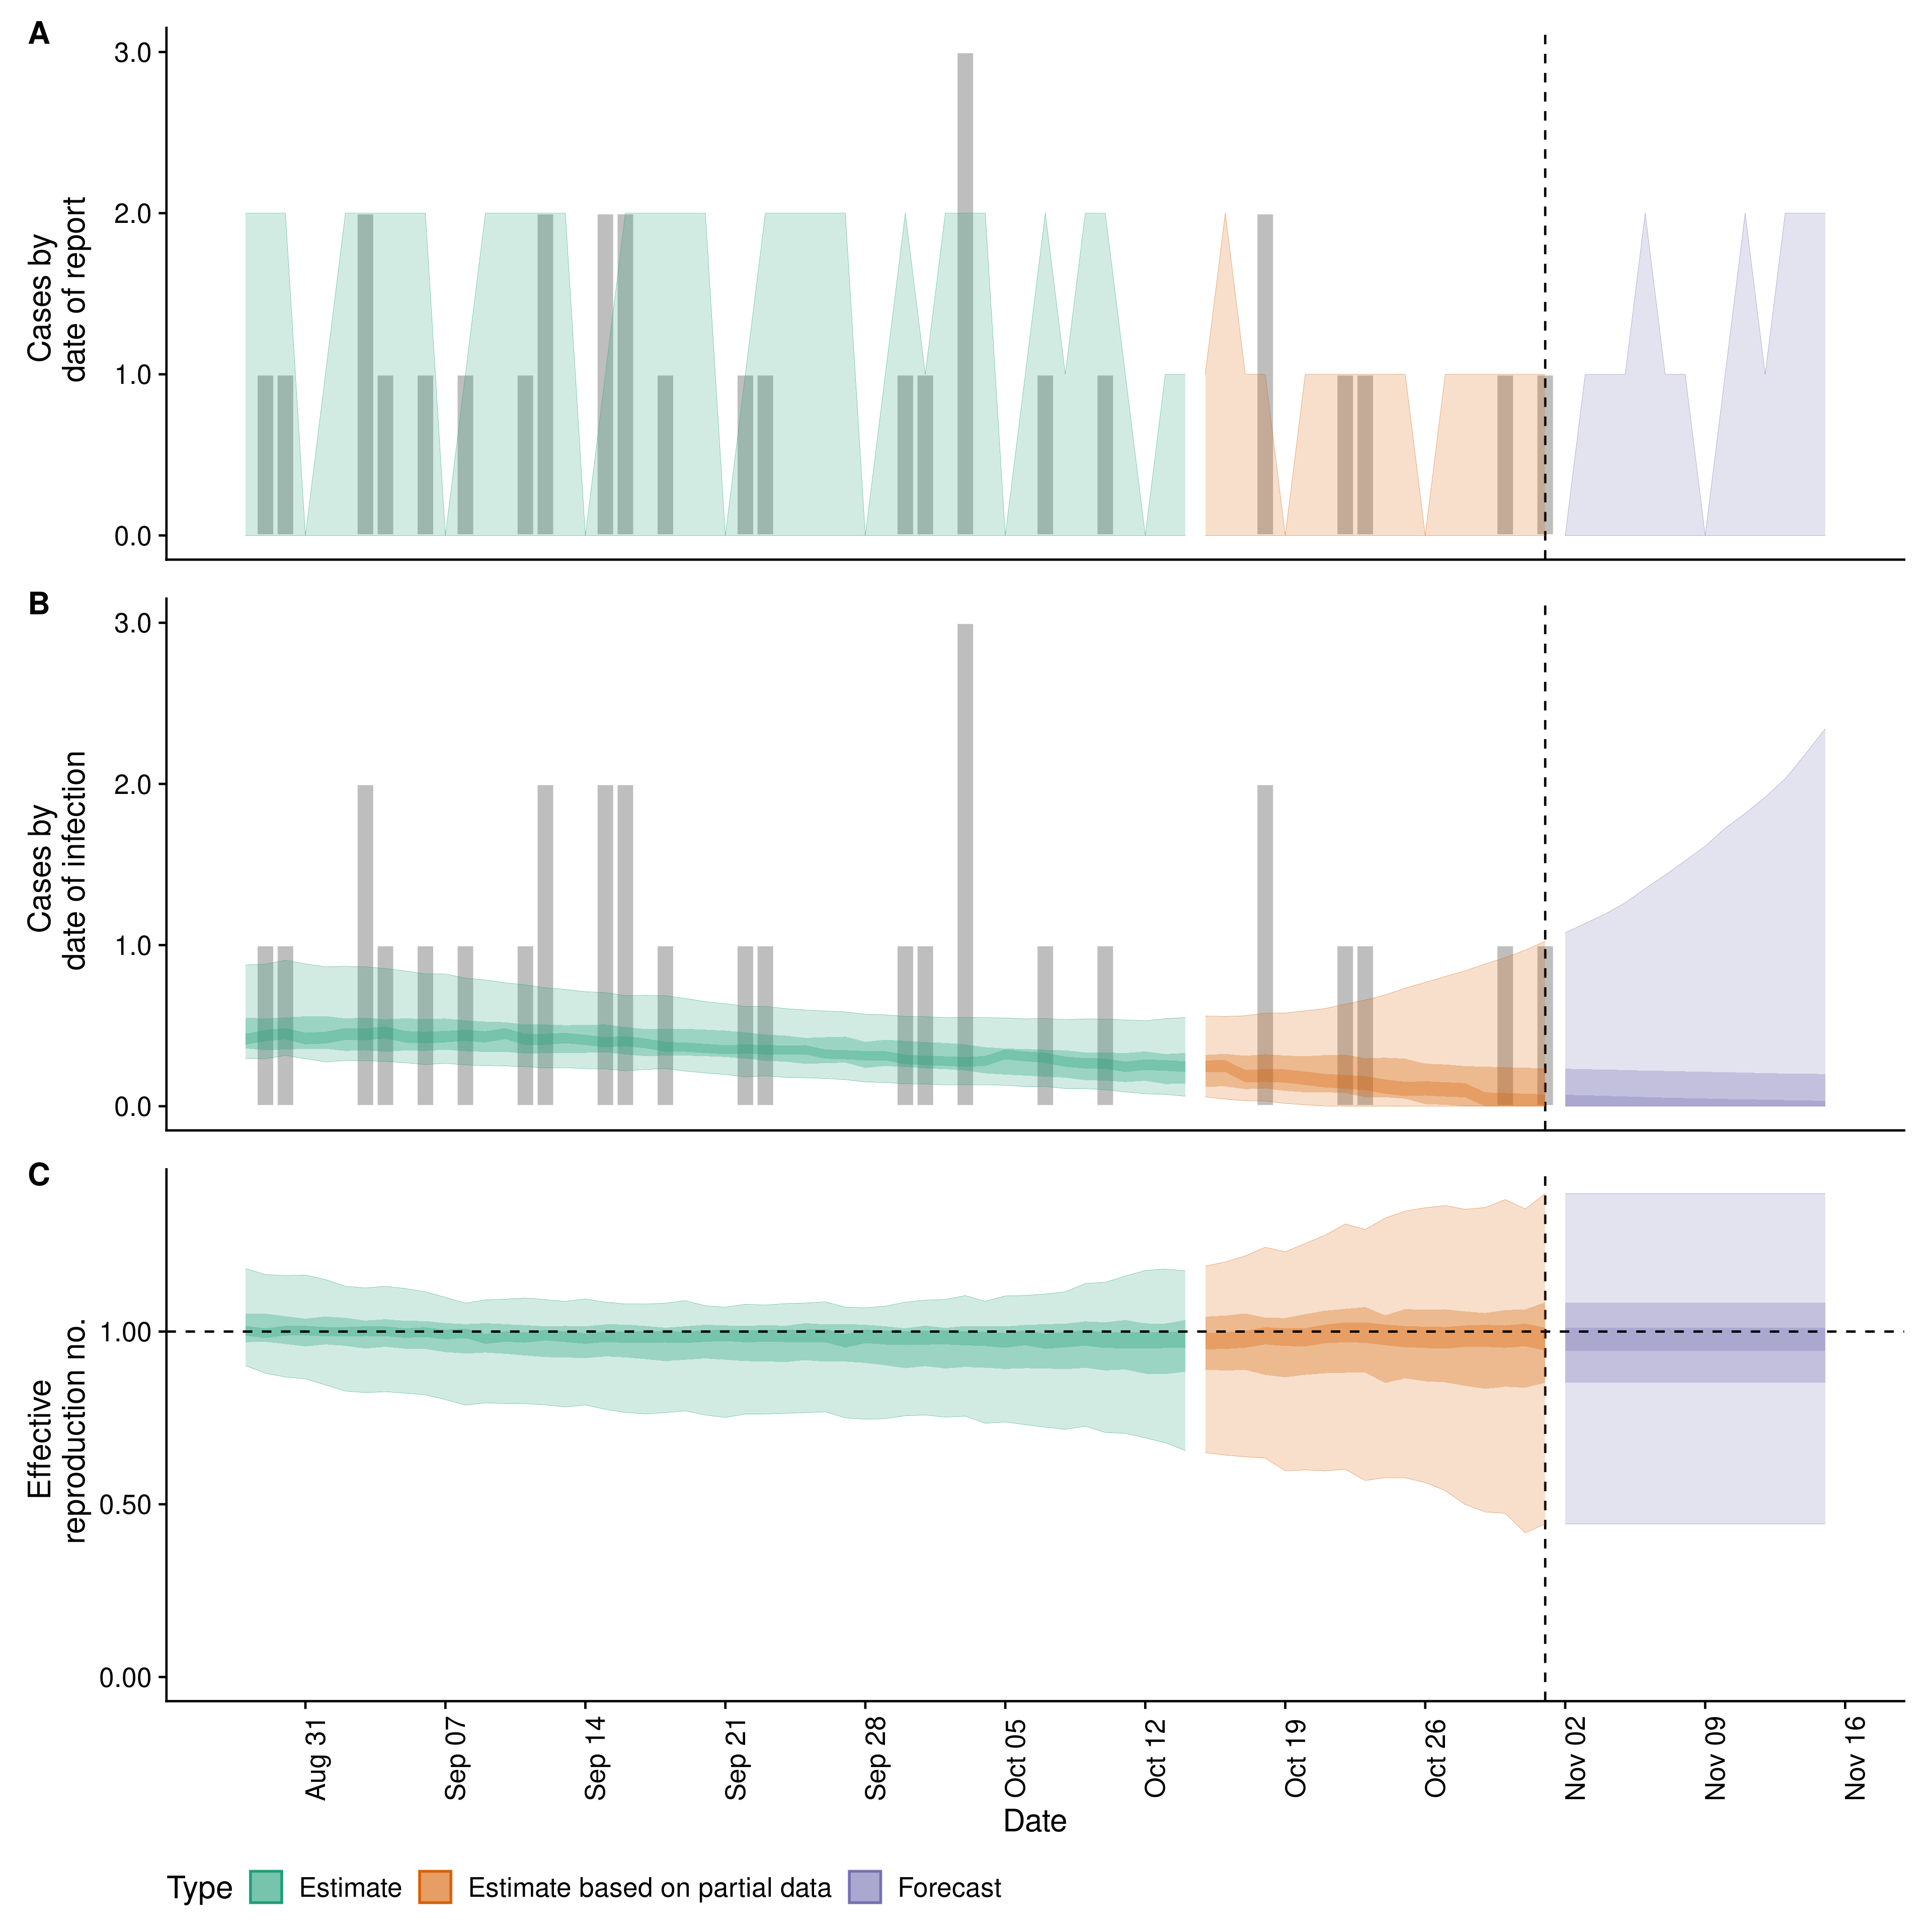 A
3.0
2.0
1.0
0.0
Cases by
date of report
B
3.0
2.0
1.0
0.0
Cases by
date of infection
C
1.00
0.50
0.00
Effective
reproduction no.
Aug 31
Sep 07
Sep 14
Sep 21
Sep 28
Oct 05
Oct 12
Oct 19
Oct 26
Nov 02
Nov 09
Nov 16
Date
Type Estimate Estimate based on partial data Forecast